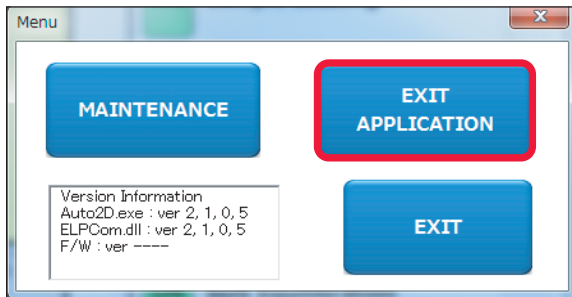 Menu
MAINTENANCE
EXIT
APPLICATION
Version Information
Auto2D.exe : ver 2, 1, 0, 5
ELPCom.dll : ver 2, 1, 0, 5
F/W : ver ----
EXIT